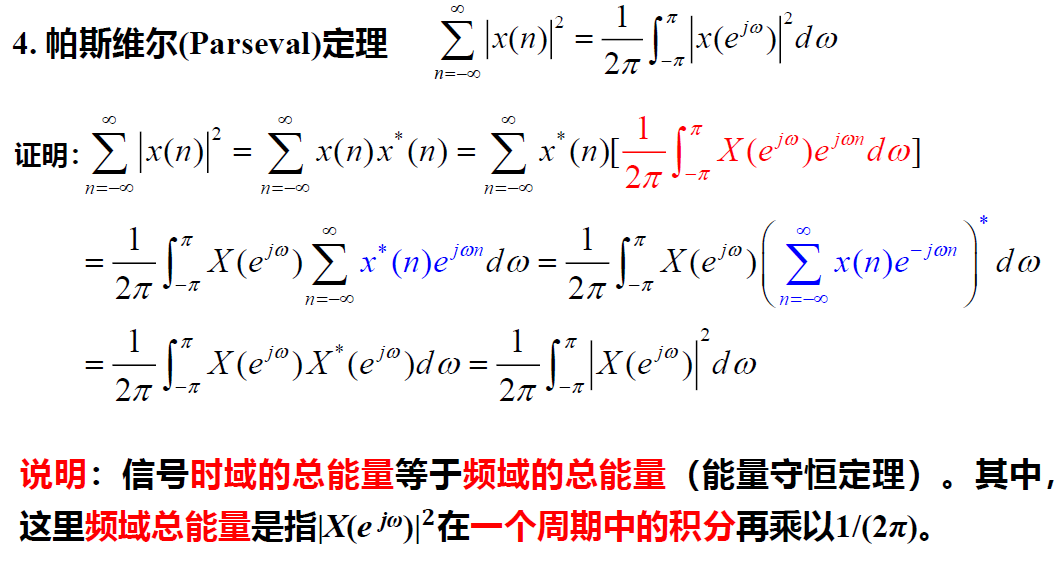 4. 帕斯维尔(Parseval)定理 $\sum_{n=-\infty}^{\infty} |x(n)|^2 = \frac{1}{2\pi} \int_{-\pi}^{\pi} |x(e^{j\omega})|^2 d\omega$
证明：$\sum_{n=-\infty}^{\infty} |x(n)|^2 = \sum_{n=-\infty}^{\infty} x(n)x^*(n) = \sum_{n=-\infty}^{\infty} x^*(n)[\frac{1}{2\pi} \int_{-\pi}^{\pi} X(e^{j\omega})e^{j\omega n} d\omega]$
$= \frac{1}{2\pi} \int_{-\pi}^{\pi} X(e^{j\omega}) \sum_{n=-\infty}^{\infty} x^*(n)e^{j\omega n} d\omega = \frac{1}{2\pi} \int_{-\pi}^{\pi} X(e^{j\omega}) \left( \sum_{n=-\infty}^{\infty} x(n)e^{-j\omega n} \right)^* d\omega$
$= \frac{1}{2\pi} \int_{-\pi}^{\pi} X(e^{j\omega})X^*(e^{j\omega})d\omega = \frac{1}{2\pi} \int_{-\pi}^{\pi} |X(e^{j\omega})|^2 d\omega$
说明：信号时域的总能量等于频域的总能量（能量守恒定理）。其中，
这里频域总能量是指|X(e^{jω})|²在一个周期中的积分再乘以1/(2π)。